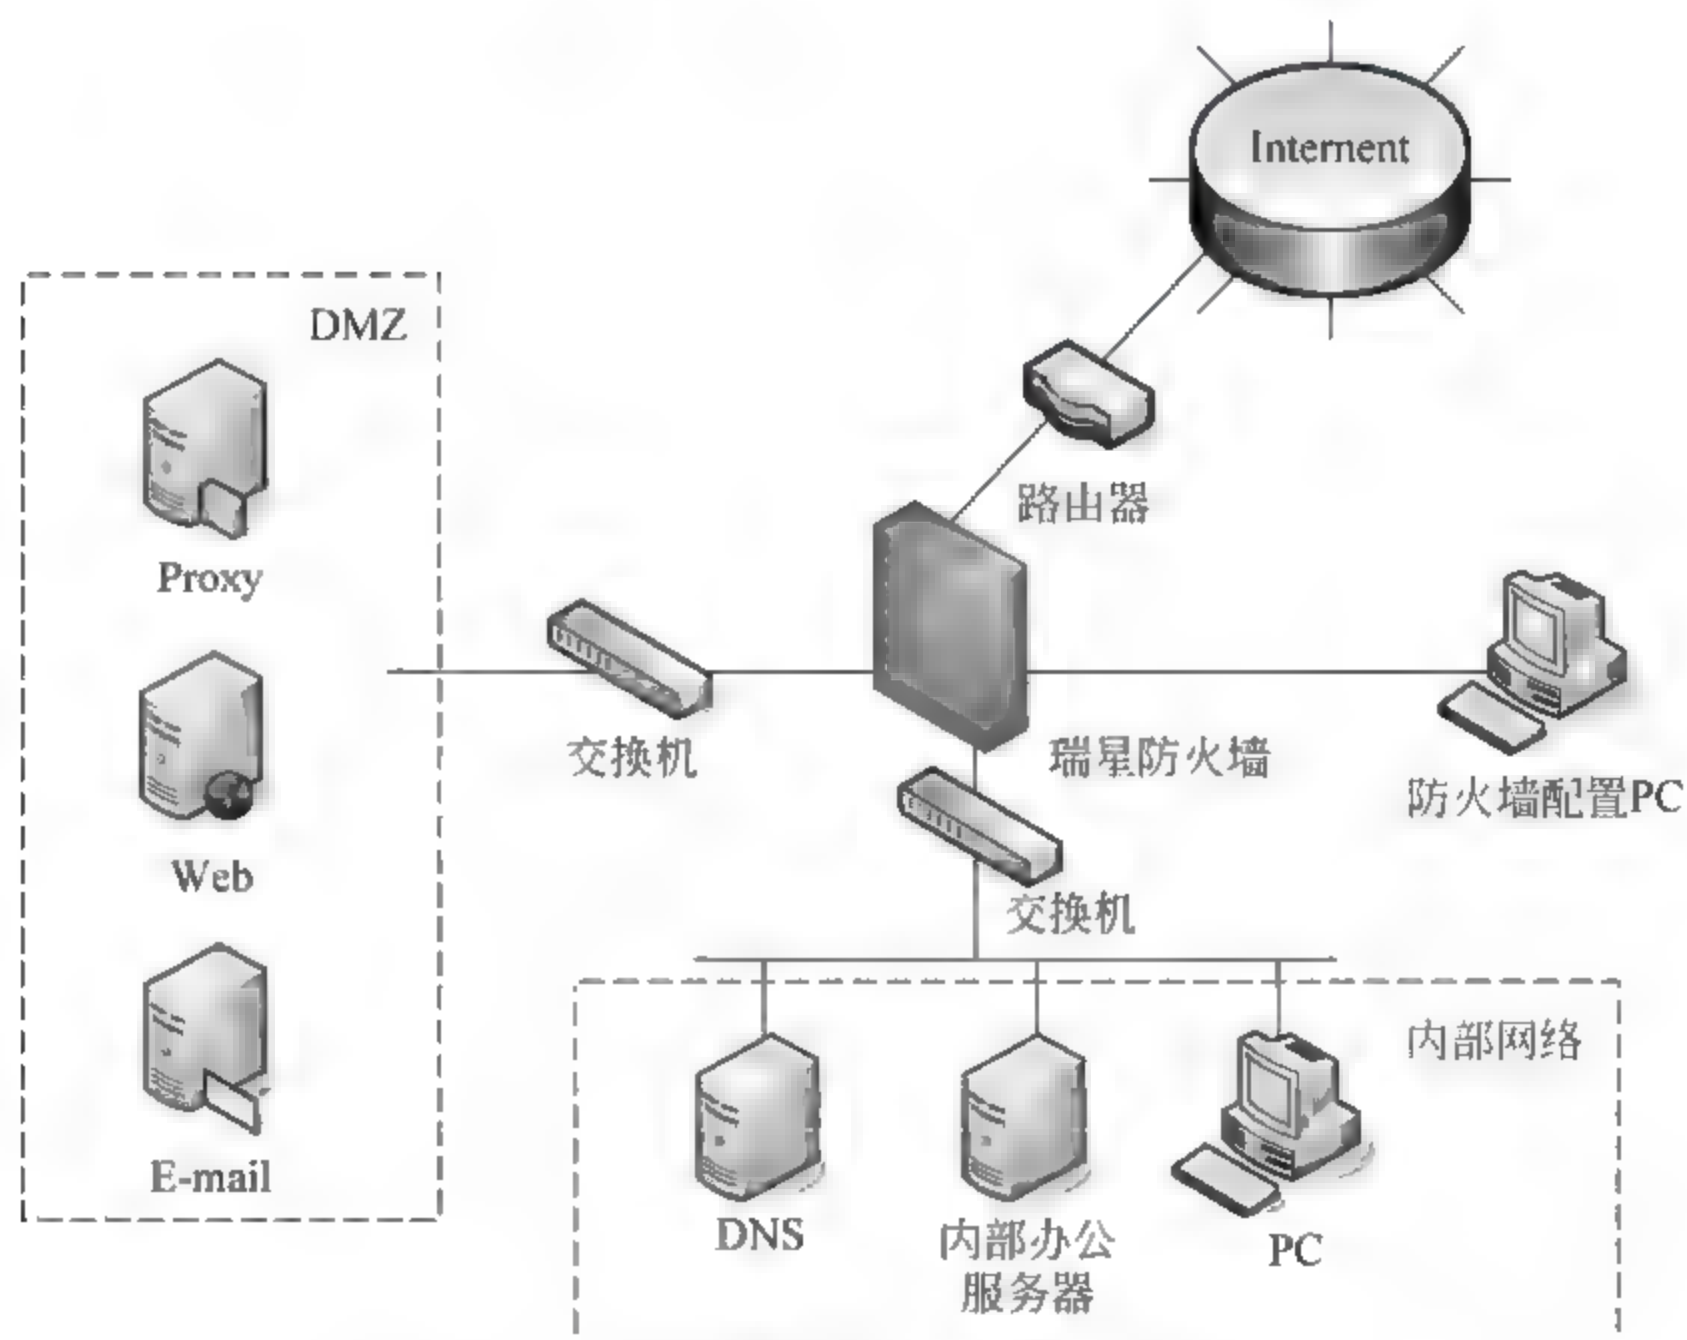 Internent
DMZ
路由器
Proxy
交换机
瑞星防火墙
防火墙配置PC
Web
交换机
内部网络
E-mail
DNS
内部办公
服务器
PC